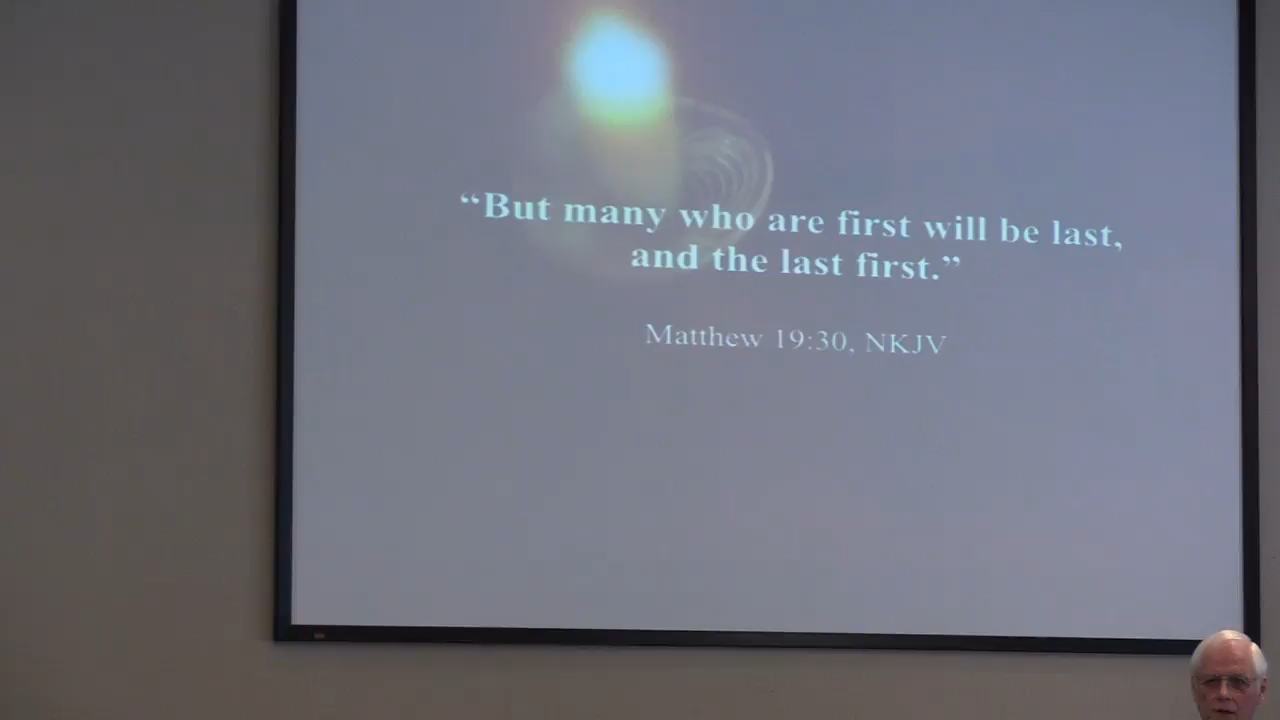 “But many who are first will be last,
and the last first.”
Matthew 19:30, NKJV